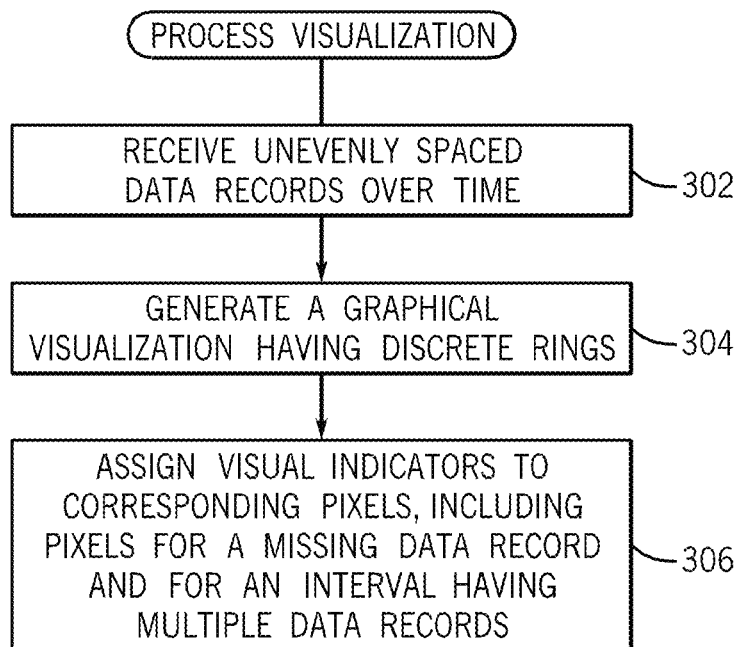 PROCESS VISUALIZATION
RECEIVE UNEVENLY SPACED
DATA RECORDS OVER TIME
302
GENERATE A GRAPHICAL
VISUALIZATION HAVING DISCRETE RINGS
304
ASSIGN VISUAL INDICATORS TO
CORRESPONDING PIXELS, INCLUDING
PIXELS FOR A MISSING DATA RECORD
AND FOR AN INTERVAL HAVING
MULTIPLE DATA RECORDS
306